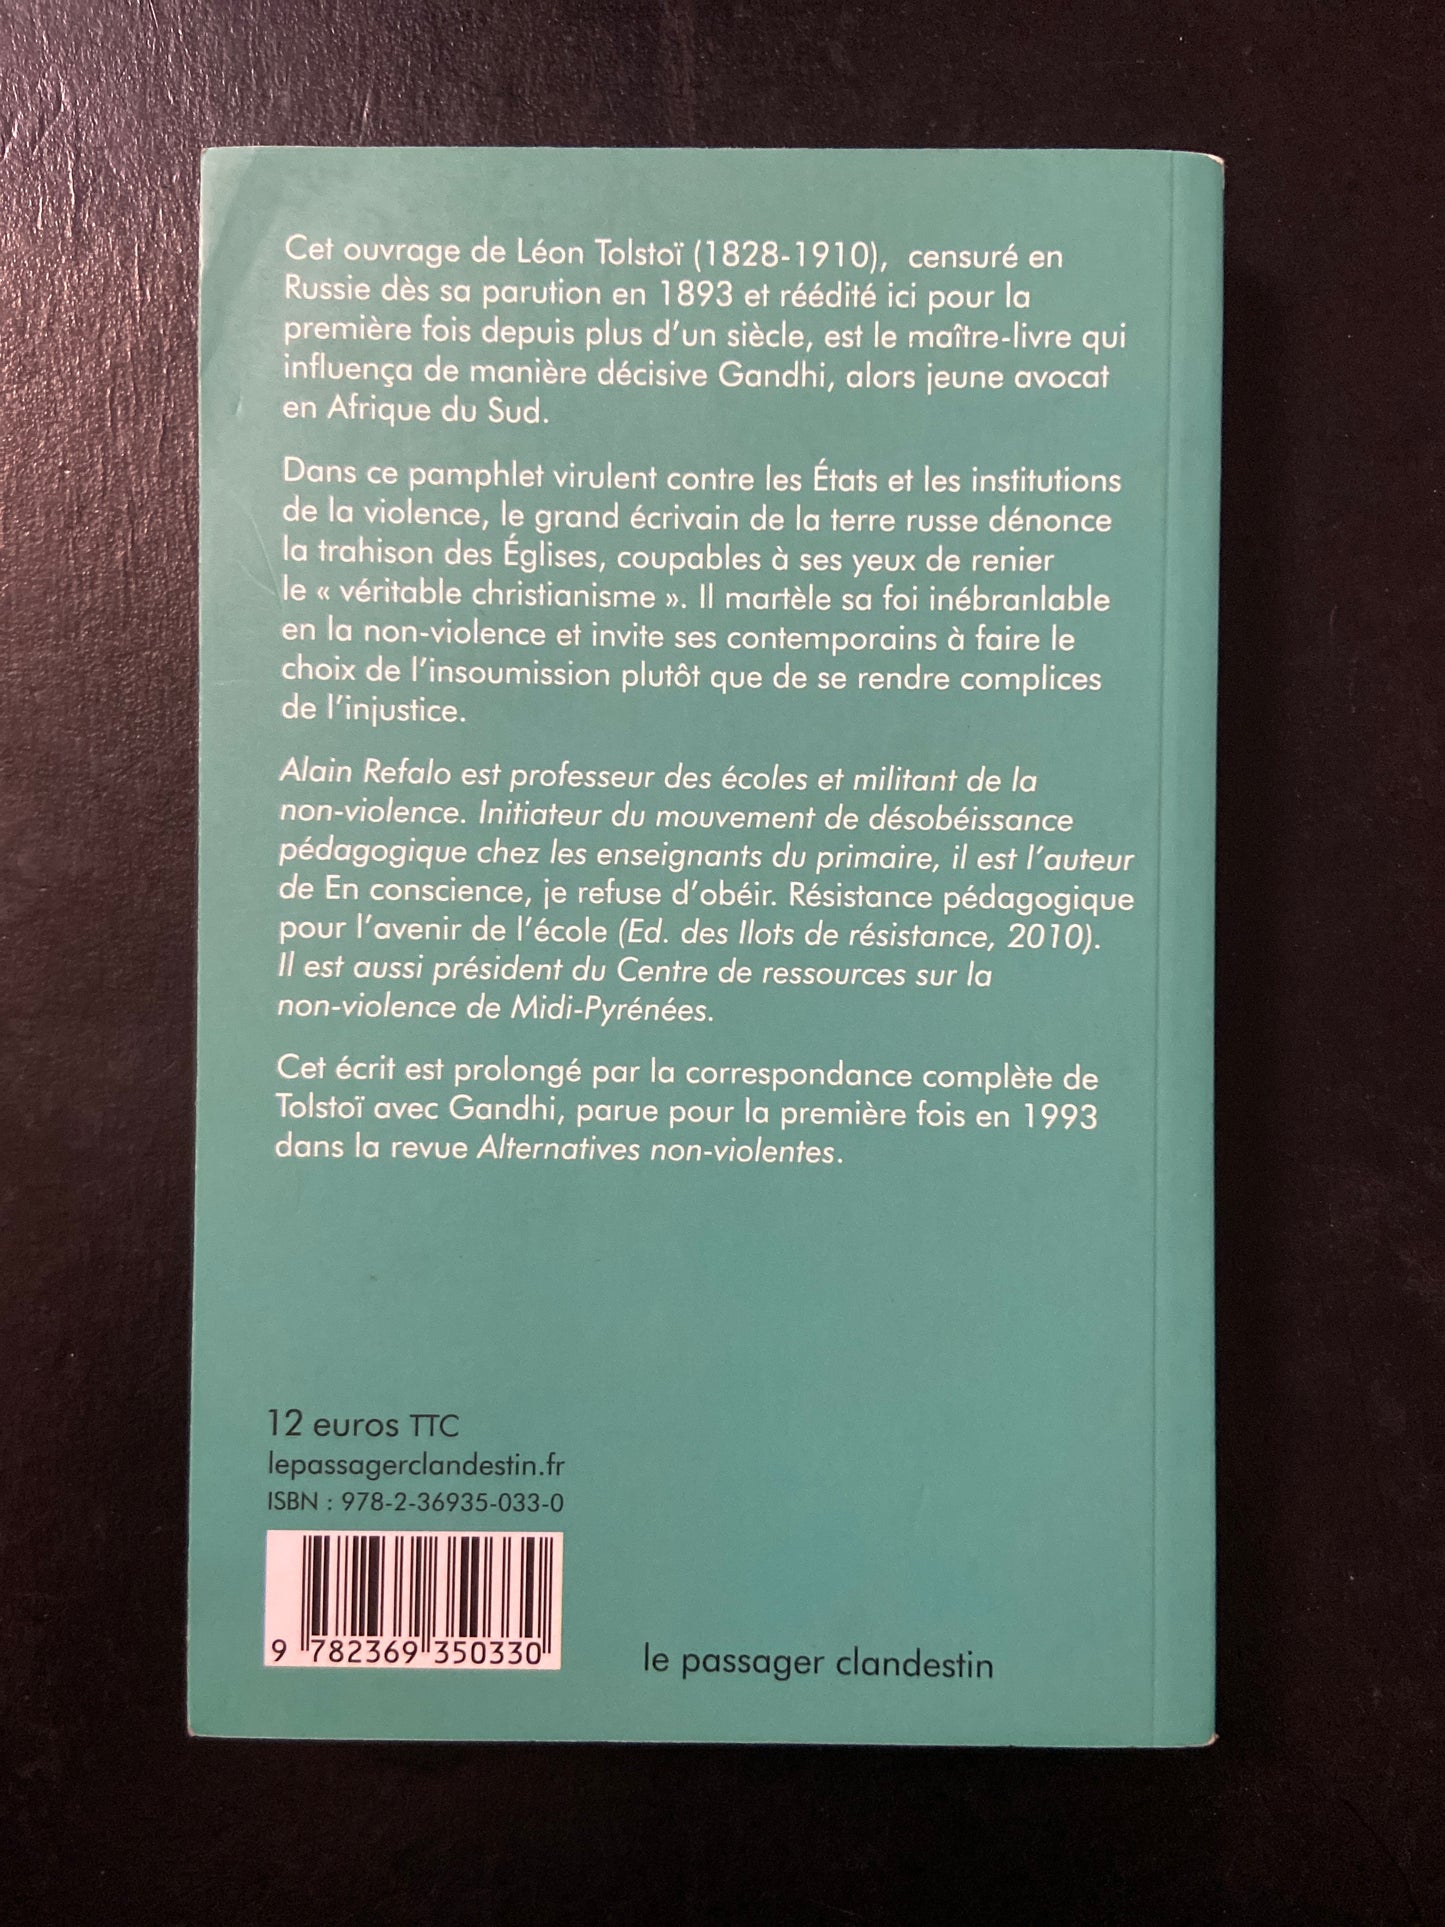 Cet ouvrage de Léon Tolstoï (1828-1910), censuré en
Russie dès sa parution en 1893 et réédité ici pour la
première fois depuis plus d'un siècle, est le maître-livre qui
influença de manière décisive Gandhi, alors jeune avocat
en Afrique du Sud.
Dans ce pamphlet virulent contre les États et les institutions
de la violence, le grand écrivain de la terre russe dénonce
la trahison des Églises, coupables à ses yeux de renier
le « véritable christianisme ». Il martèle sa foi inébranlable
en la non-violence et invite ses contemporains à faire le
choix de l'insoumission plutôt que de se rendre complices
de l'injustice.
Alain Refalo est professeur des écoles et militant de la
non-violence. Initiateur du mouvement de désobéissance
pédagogique chez les enseignants du primaire, il est l'auteur
de En conscience, je refuse d'obéir. Résistance pédagogique
pour l'avenir de l'école (Ed. des Ilots de résistance, 2010).
Il est aussi président du Centre de ressources sur la
non-violence de Midi-Pyrénées.
Cet écrit est prolongé par la correspondance complète de
Tolstoï avec Gandhi, parue pour la première fois en 1993
dans la revue Alternatives non-violentes.
12 euros TTC
lepassagerclandestin.fr
ISBN : 978-2-36935-033-0
9 782369 350330
le passager clandestin